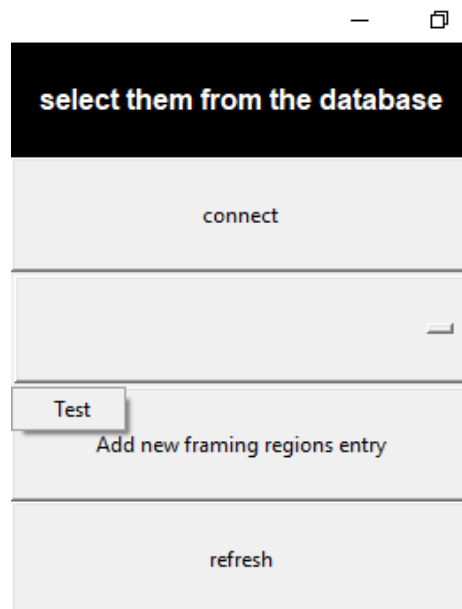 select them from the database
connect
Test
Add new framing regions entry
refresh